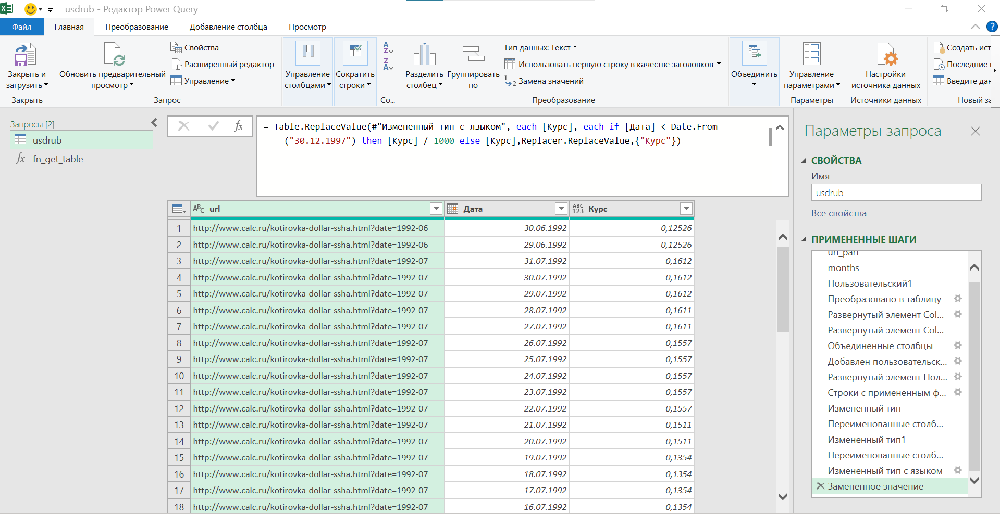 usdrub - Редактор Power Query
Файл
Главная
Преобразование
Добавление столбца
Просмотр
?
Закрыть и
загрузить
Закрыть
Обновить предварительный
просмотр
Свойства
Расширенный редактор
Управление
Запрос
Управление
столбцами
Сократить
строки
Со...
Разделить
столбец
Группировать
по
Тип данных: Текст
Использовать первую строку в качестве заголовков
Замена значений
Преобразование
Объединить
Управление
параметрами
Параметры
Настройки
источника данных
Источники данных
Создать ист
Последние
Введите дан
Новый за
Запросы [2]
usdrub
fx fn_get_table
fx
= Table.ReplaceValue(#"Измененный тип с языком", each [Курс], each if [Дата] < Date.From
("30.12.1997") then [Курс] / 1000 else [Курс],Replacer.ReplaceValue,{"Курс"})
ABC url Дата ABC 123 Курс
1 http://www.calc.ru/kotirovka-dollar-ssha.html?date=1992-06 30.06.1992 0,12526
2 http://www.calc.ru/kotirovka-dollar-ssha.html?date=1992-06 29.06.1992 0,12526
3 http://www.calc.ru/kotirovka-dollar-ssha.html?date=1992-07 31.07.1992 0,1612
4 http://www.calc.ru/kotirovka-dollar-ssha.html?date=1992-07 30.07.1992 0,1612
5 http://www.calc.ru/kotirovka-dollar-ssha.html?date=1992-07 29.07.1992 0,1612
6 http://www.calc.ru/kotirovka-dollar-ssha.html?date=1992-07 28.07.1992 0,1611
7 http://www.calc.ru/kotirovka-dollar-ssha.html?date=1992-07 27.07.1992 0,1611
8 http://www.calc.ru/kotirovka-dollar-ssha.html?date=1992-07 26.07.1992 0,1557
9 http://www.calc.ru/kotirovka-dollar-ssha.html?date=1992-07 25.07.1992 0,1557
10 http://www.calc.ru/kotirovka-dollar-ssha.html?date=1992-07 24.07.1992 0,1557
11 http://www.calc.ru/kotirovka-dollar-ssha.html?date=1992-07 23.07.1992 0,1557
12 http://www.calc.ru/kotirovka-dollar-ssha.html?date=1992-07 22.07.1992 0,1557
13 http://www.calc.ru/kotirovka-dollar-ssha.html?date=1992-07 21.07.1992 0,1511
14 http://www.calc.ru/kotirovka-dollar-ssha.html?date=1992-07 20.07.1992 0,1511
15 http://www.calc.ru/kotirovka-dollar-ssha.html?date=1992-07 19.07.1992 0,1354
16 http://www.calc.ru/kotirovka-dollar-ssha.html?date=1992-07 18.07.1992 0,1354
17 http://www.calc.ru/kotirovka-dollar-ssha.html?date=1992-07 17.07.1992 0,1354
18 http://www.calc.ru/kotirovka-dollar-ssha.html?date=1992-07 16.07.1992 0,1354
Параметры запроса
СВОЙСТВА
Имя
usdrub
Все свойства
ПРИМЕНЕННЫЕ ШАГИ
url_part
months
Пользовательский1
Преобразовано в таблицу
Развернутый элемент Col...
Развернутый элемент Col...
Объединенные столбцы
Добавлен пользовательск...
Развернутый элемент Пол...
Строки с примененным ф...
Измененный тип
Переименованные столб...
Измененный тип1
Переименованные столб...
Измененный тип с языком
Замененное значение